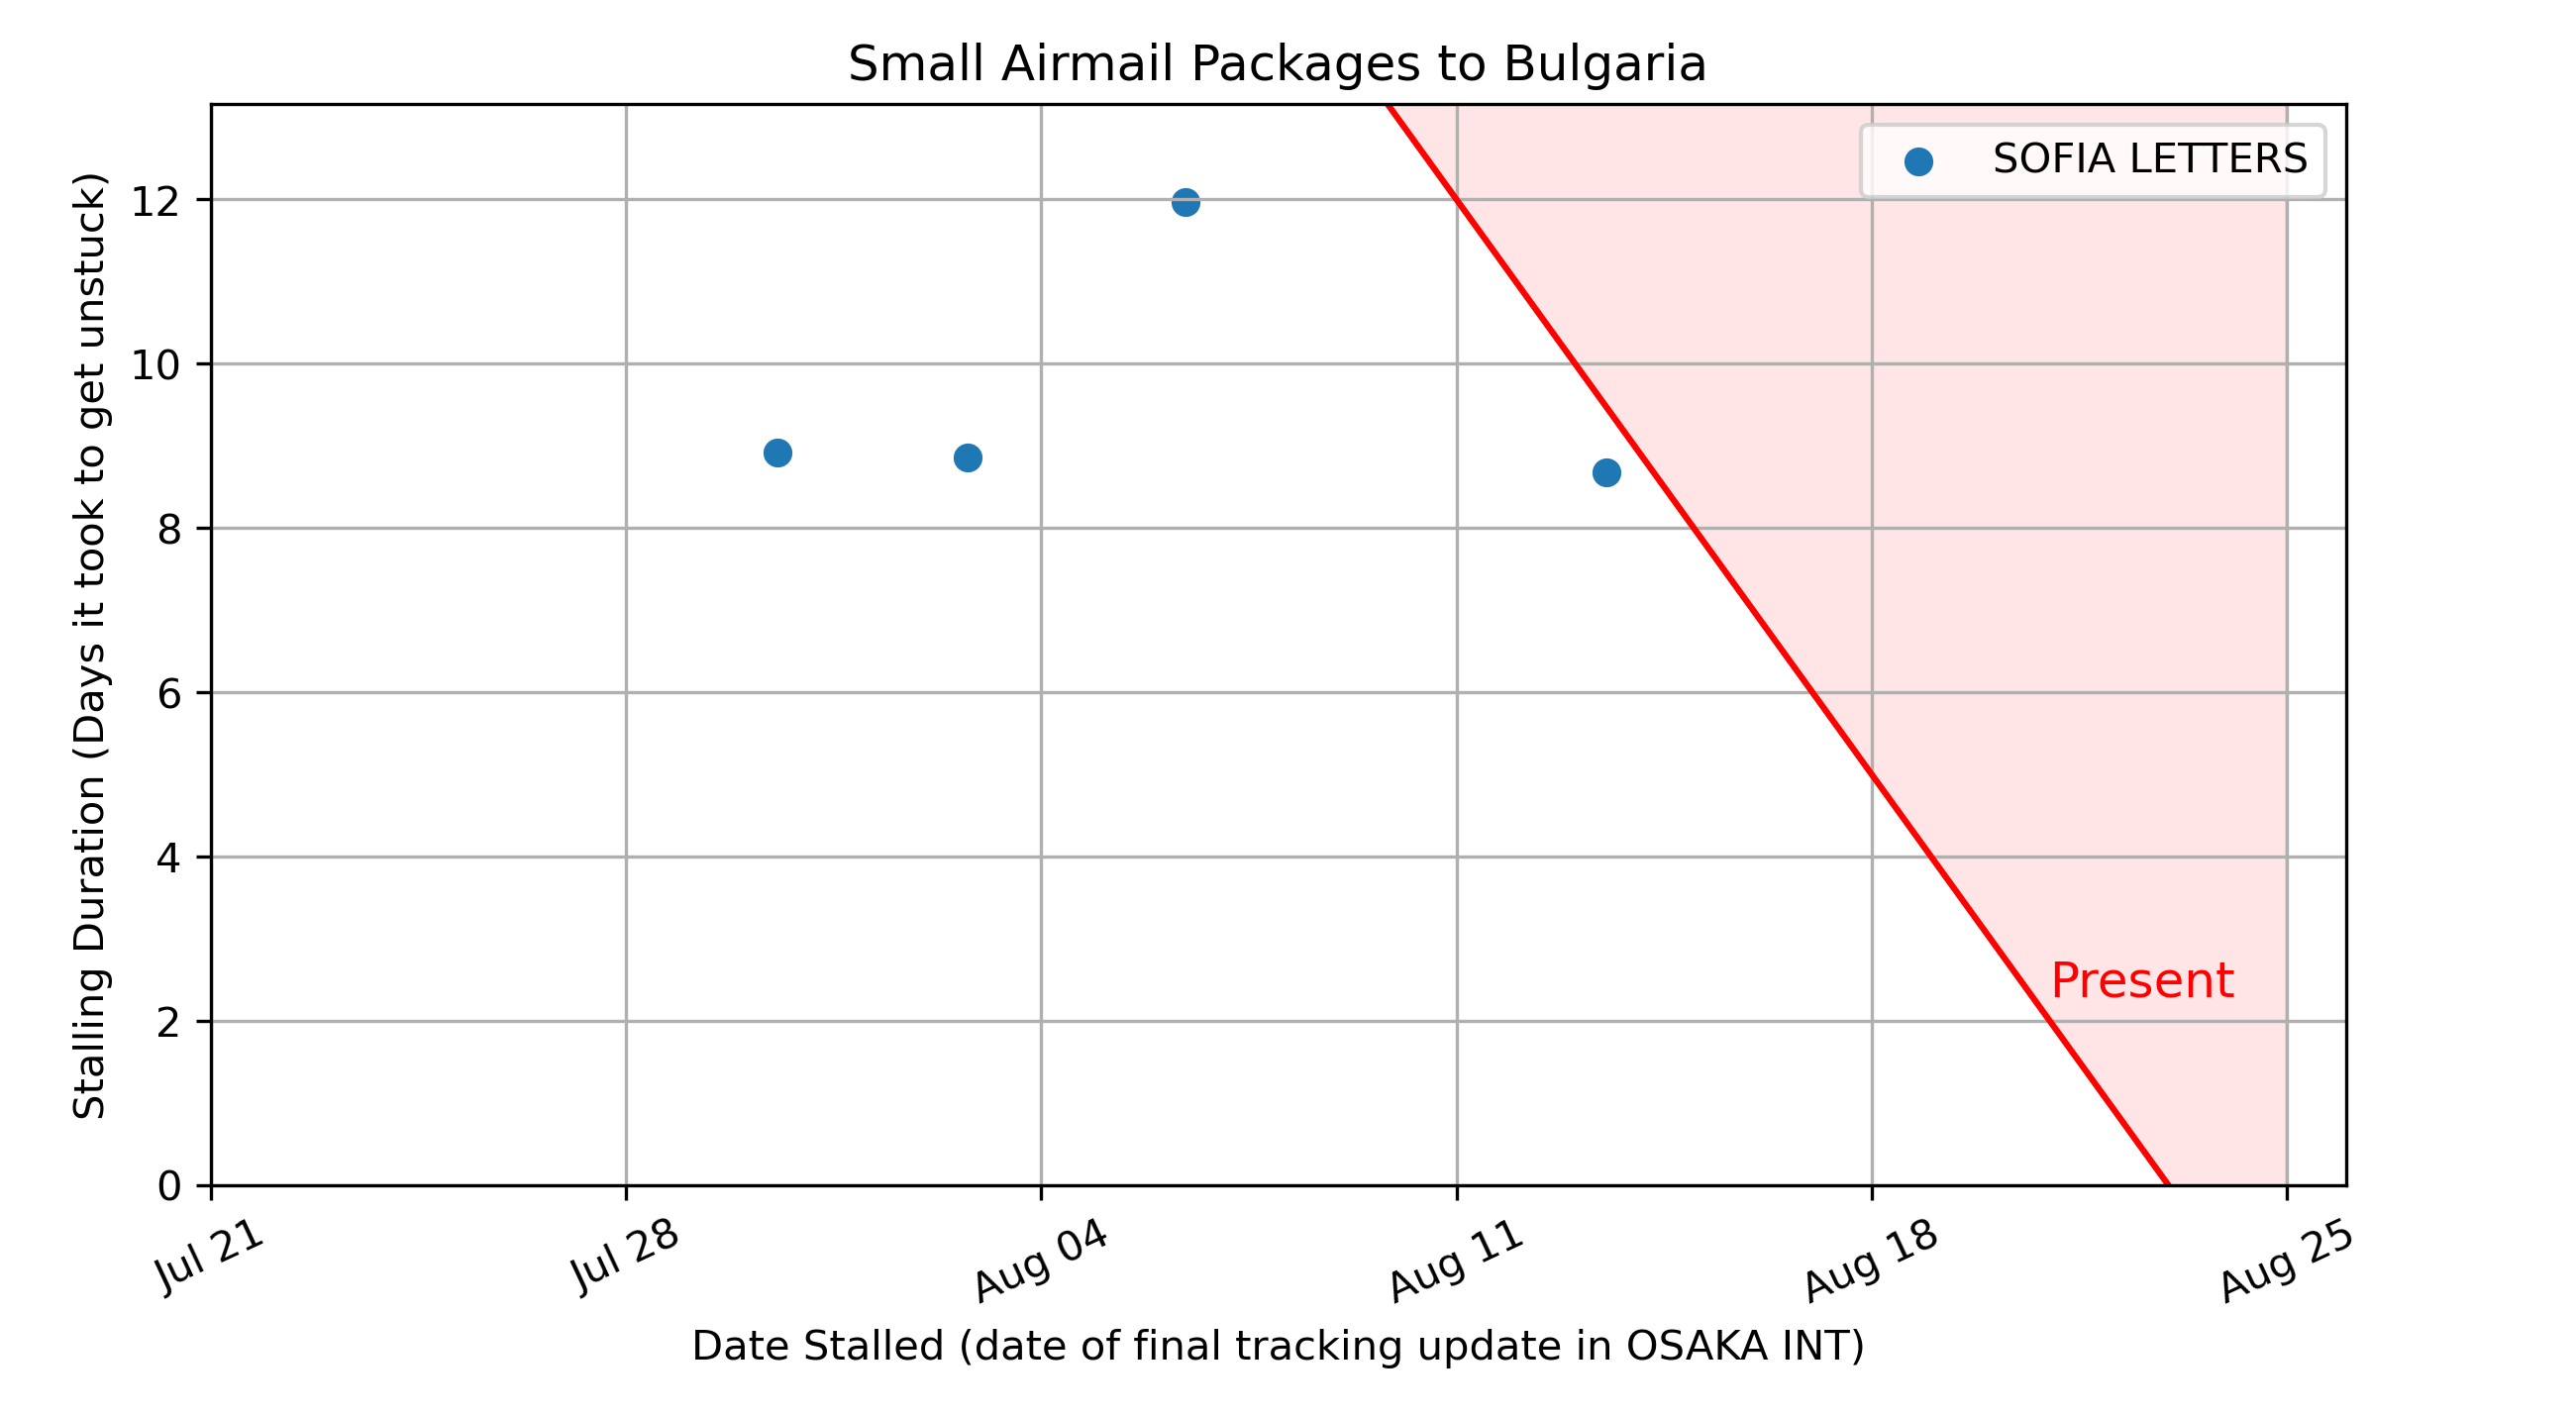 Small Airmail Packages to Bulgaria
SOFIA LETTERS
Stalling Duration (Days it took to get unstuck)
12
10
8
6
4
2
0
Present
Jul 21
Jul 28
Aug 04
Aug 11
Aug 18
Aug 25
Date Stalled (date of final tracking update in OSAKA INT)